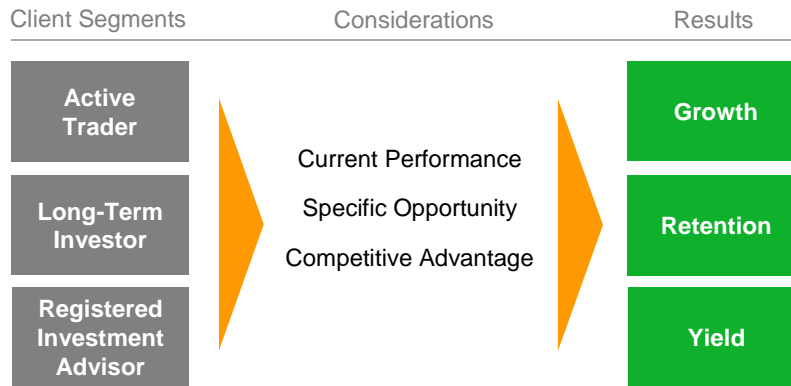 Client Segments
Considerations
Results
Active
Trader
Long-Term
Investor
Registered
Investment
Advisor
Current Performance
Specific Opportunity
Competitive Advantage
Growth
Retention
Yield